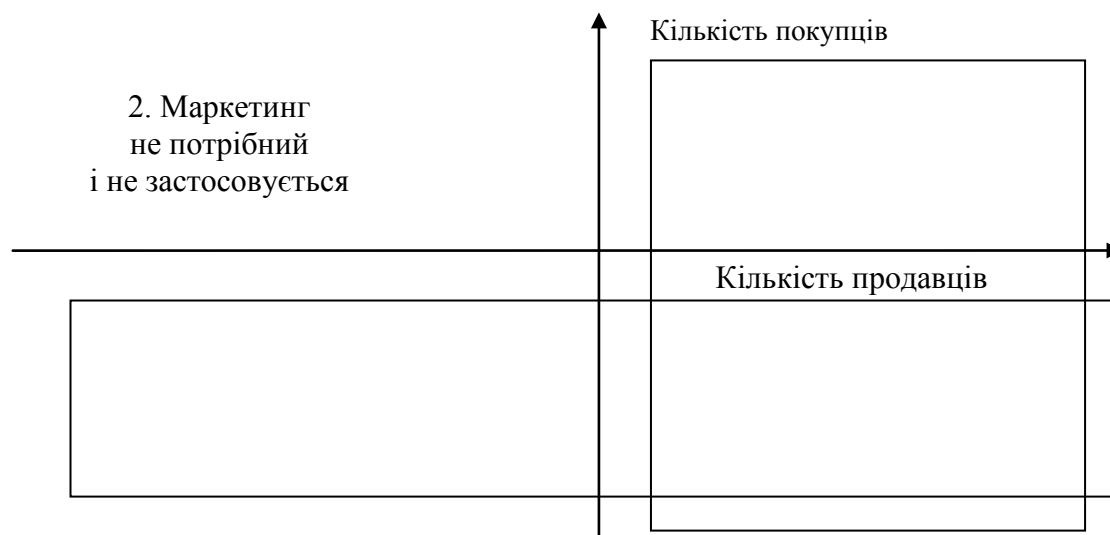 Кількість покупців
2. Маркетинг
не потрібний
і не застосовується
Кількість продавців